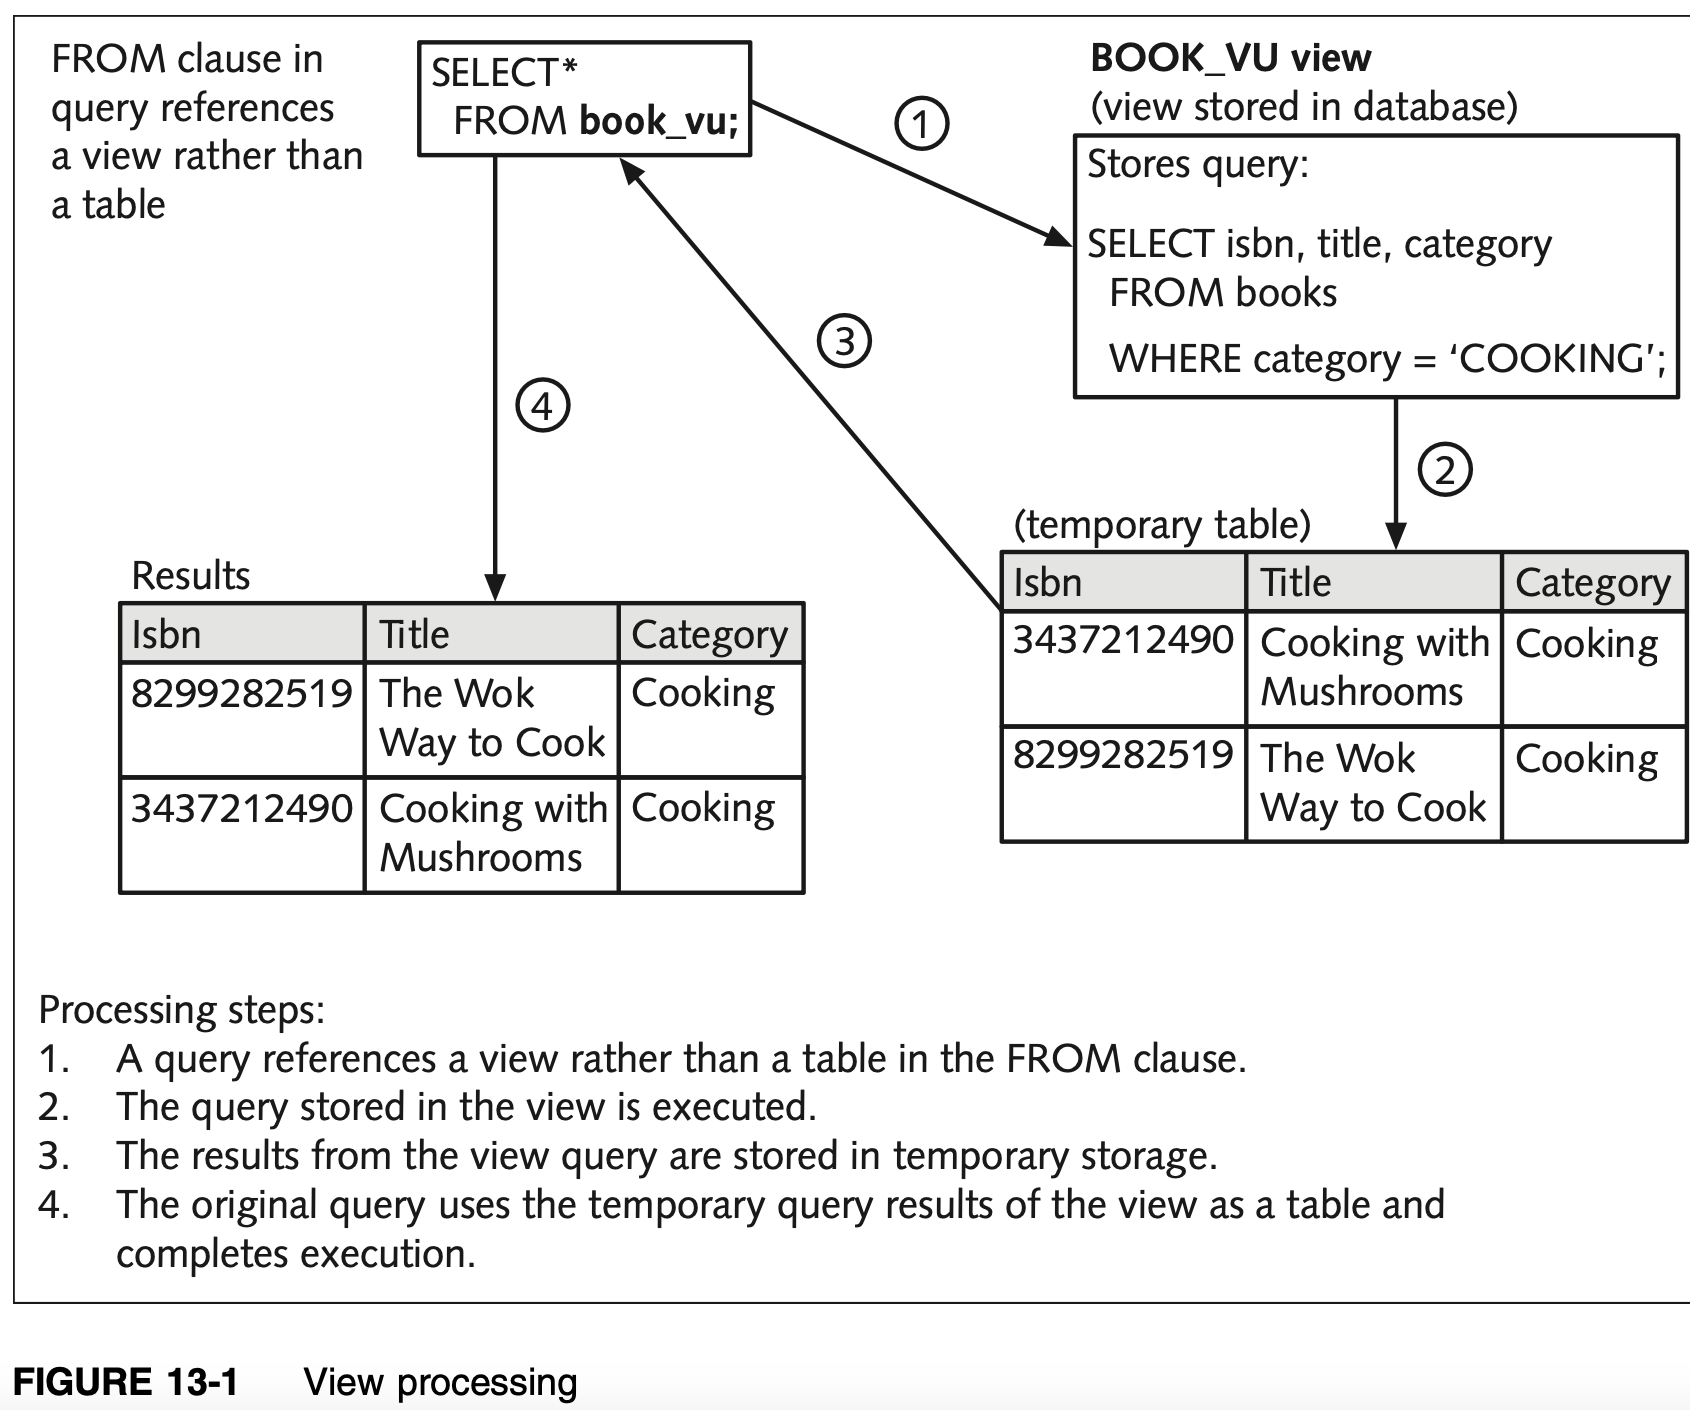 FROM clause in
query references
a view rather than
a table
SELECT*
FROM book_vu;
1
BOOK_VU view
(view stored in database)
Stores query:
SELECT isbn, title, category
FROM books
WHERE category = ‘COOKING’;
3
4
2
(temporary table)
Isbn Title Category
3437212490 Cooking with Cooking
Mushrooms
8299282519 The Wok Cooking
Way to Cook
Results
Isbn Title Category
8299282519 The Wok Cooking
Way to Cook
3437212490 Cooking with Cooking
Mushrooms
Processing steps:
1. A query references a view rather than a table in the FROM clause.
2. The query stored in the view is executed.
3. The results from the view query are stored in temporary storage.
4. The original query uses the temporary query results of the view as a table and
completes execution.
FIGURE 13-1 View processing